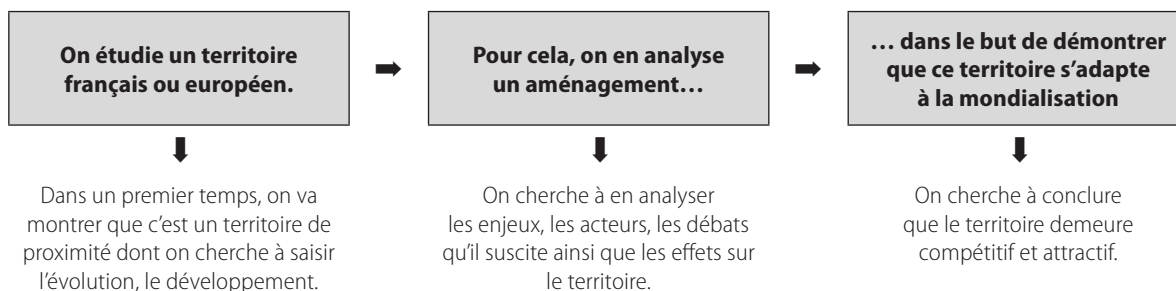 On étudie un territoire
français ou européen.
Pour cela, on en analyse
un aménagement…
… dans le but de démontrer
que ce territoire s’adapte
à la mondialisation
Dans un premier temps, on va
montrer que c’est un territoire de
proximité dont on cherche à saisir
l’évolution, le développement.
On cherche à en analyser
les enjeux, les acteurs, les débats
qu’il suscite ainsi que les effets sur
le territoire.
On cherche à conclure
que le territoire demeure
compétitif et attractif.